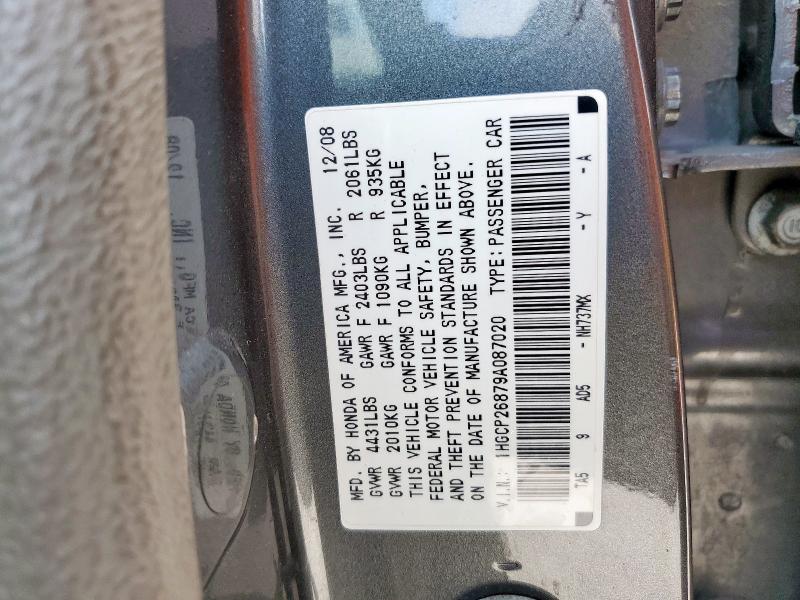 MFD. BY HONDA OF AMERICA MFG., INC. 12/08
GVWR 4431LBS GAWR F 2403LBS R 2061LBS
GVWR 2010KG GAWR F 1090KG R 935KG
THIS VEHICLE CONFORMS TO ALL APPLICABLE
FEDERAL MOTOR VEHICLE SAFETY, BUMPER,
AND THEFT PREVENTION STANDARDS IN EFFECT
ON THE DATE OF MANUFACTURE SHOWN ABOVE.
V.I.N.: 1HGCP26879A087020 TYPE: PASSENGER CAR
TA5 9 AD5 - NH737MX - Y - A